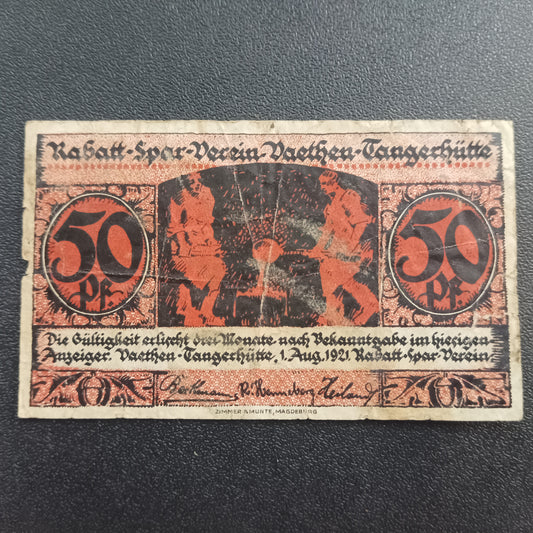 Rabatt-Spar-Verein-Vaethen-Tangerhütte
50 Pf. 50 Pf.
Die Gültigkeit erlischt drei Monate nach Bekanntgabe im hiesigen
Anzeiger. Vaethen-Tangerhütte, 1. Aug. 1921. Rabatt-Spar-Verein
R. Henneberg
ZIMMER & MUNTE, MAGDEBURG